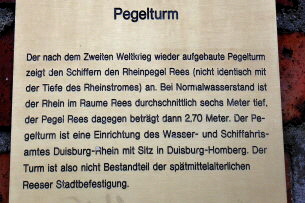 Pegelturm
Der nach dem Zweiten Weltkrieg wieder aufgebaute Pegelturm
zeigt den Schiffern den Rheinpegel Rees (nicht identisch mit
der Tiefe des Rheinstromes) an. Bei Normalwasserstand ist
der Rhein im Raume Rees durchschnittlich sechs Meter tief,
der Pegel Rees dagegen beträgt dann 2,70 Meter. Der Pe-
gelturm ist eine Einrichtung des Wasser- und Schiffahrts-
amtes Duisburg-Rhein mit Sitz in Duisburg-Homberg. Der
Turm ist also nicht Bestandteil der spätmittelalterlichen
Reeser Stadtbefestigung.